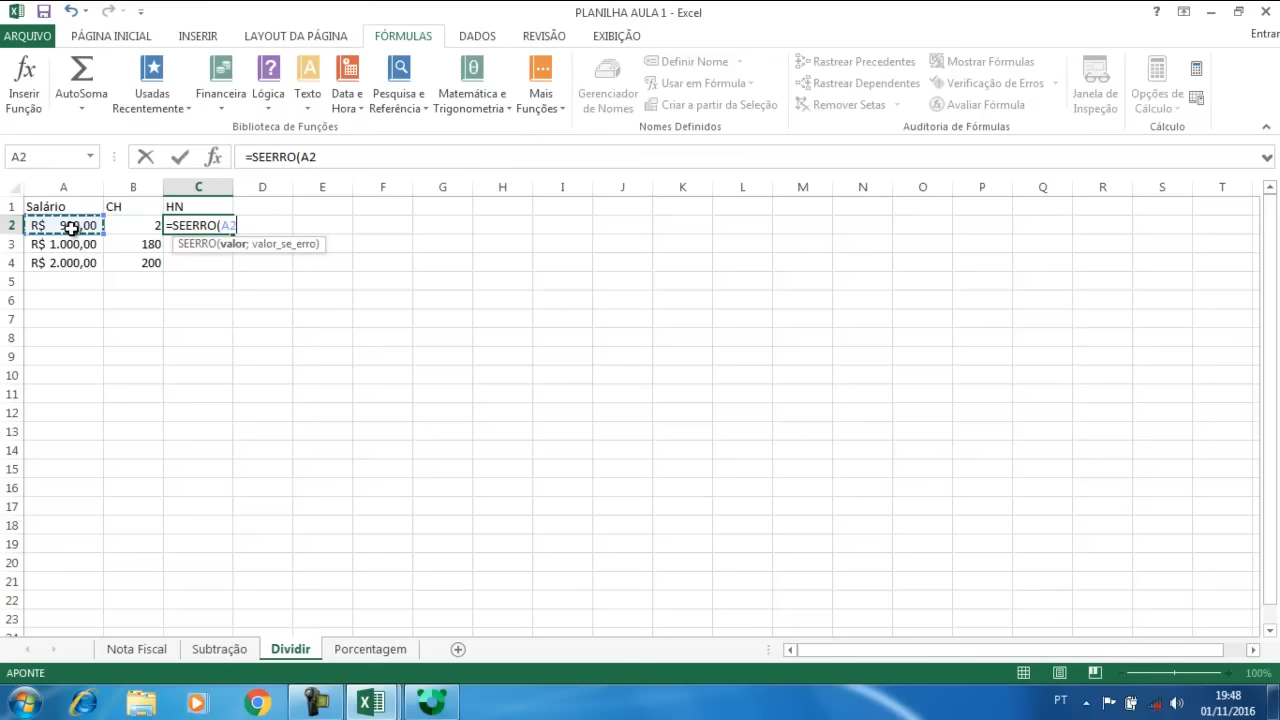 PLANILHA AULA 1 - Excel
ARQUIVO PÁGINA INICIAL INSERIR LAYOUT DA PÁGINA FÓRMULAS DADOS REVISÃO EXIBIÇÃO Entrar
Inserir Função
AutoSoma
Usadas Recentemente
Financeira
Lógica
Texto
Data e Hora
Pesquisa e Referência
Matemática e Trigonometria
Mais Funções
Biblioteca de Funções
Gerenciador de Nomes
Definir Nome
Usar em Fórmula
Criar a partir da Seleção
Nomes Definidos
Rastrear Precedentes
Rastrear Dependentes
Remover Setas
Mostrar Fórmulas
Verificação de Erros
Avaliar Fórmula
Auditoria de Fórmulas
Janela de Inspeção
Opções de Cálculo
Cálculo
A2 fx =SEERRO(A2
A B C D E F G H I J K L M N O P Q R S T
1 Salário CH HN
2 R$ 00 2 =SEERRO(A2
3 R$ 1.000,00 180 SEERRO(valor; valor_se_erro)
4 R$ 2.000,00 200
5
6
7
8
9
10
11
12
13
14
15
16
17
18
19
20
21
22
23
Nota Fiscal Subtração Dividir Porcentagem
APONTE 100%
PT 19:48
01/11/2016